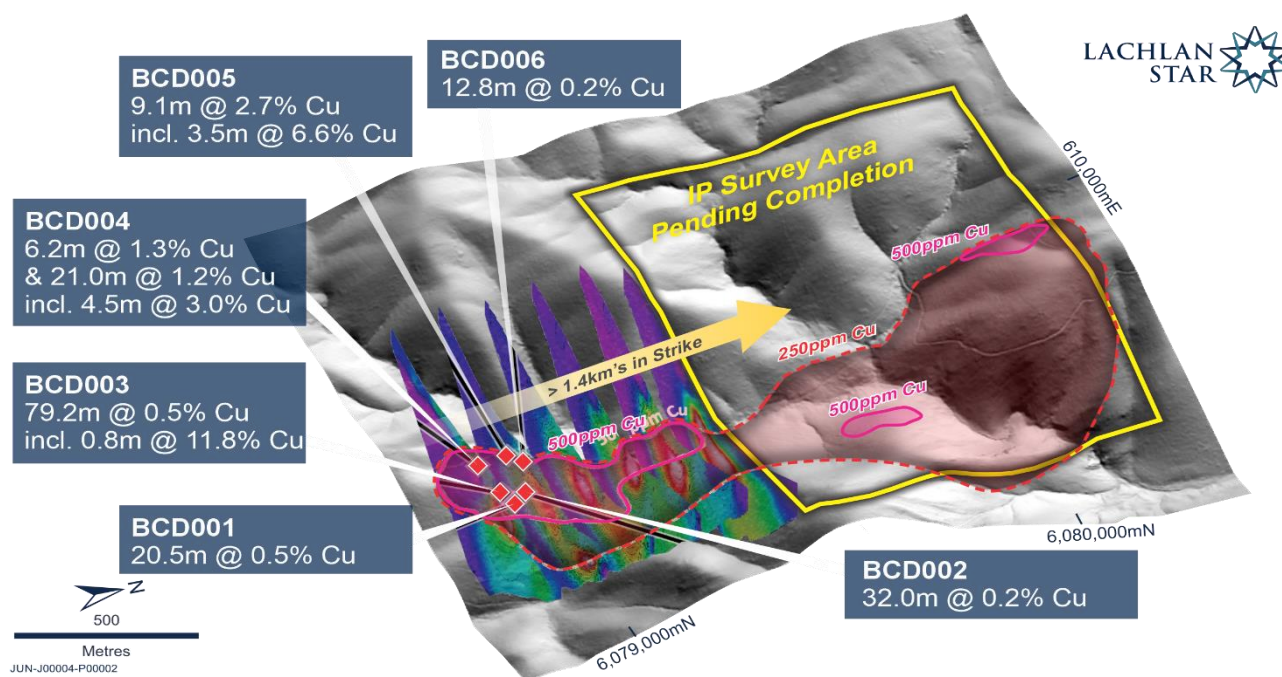 BCD006
12.8m @ 0.2% Cu
BCD005
9.1m @ 2.7% Cu
incl. 3.5m @ 6.6% Cu
LACHLAN
STAR
BCD004
6.2m @ 1.3% Cu
& 21.0m @ 1.2% Cu
incl. 4.5m @ 3.0% Cu
IP Survey Area
Pending Completion
610,000mE
500ppm Cu
250ppm Cu
> 1.4km's in Strike
500ppm Cu
500ppm Cu
BCD003
79.2m @ 0.5% Cu
incl. 0.8m @ 11.8% Cu
BCD001
20.5m @ 0.5% Cu
BCD002
32.0m @ 0.2% Cu
6,080,000mN
6,079,000mN
N
500
Metres
JUN-J00004-P00002